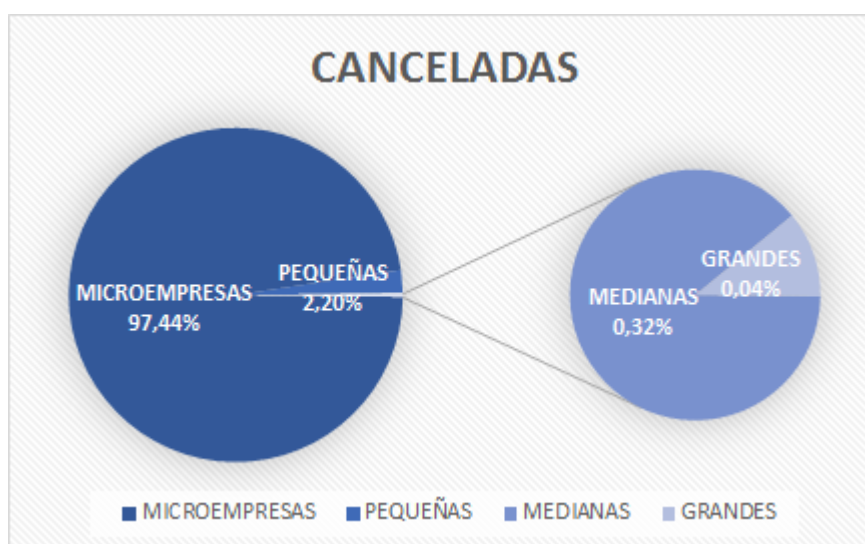 CANCELADAS
MICROEMPRESAS
97,44%
PEQUEÑAS
2,20%
GRANDES
0,04%
MEDIANAS
0,32%
MICROEMPRESAS PEQUEÑAS MEDIANAS GRANDES